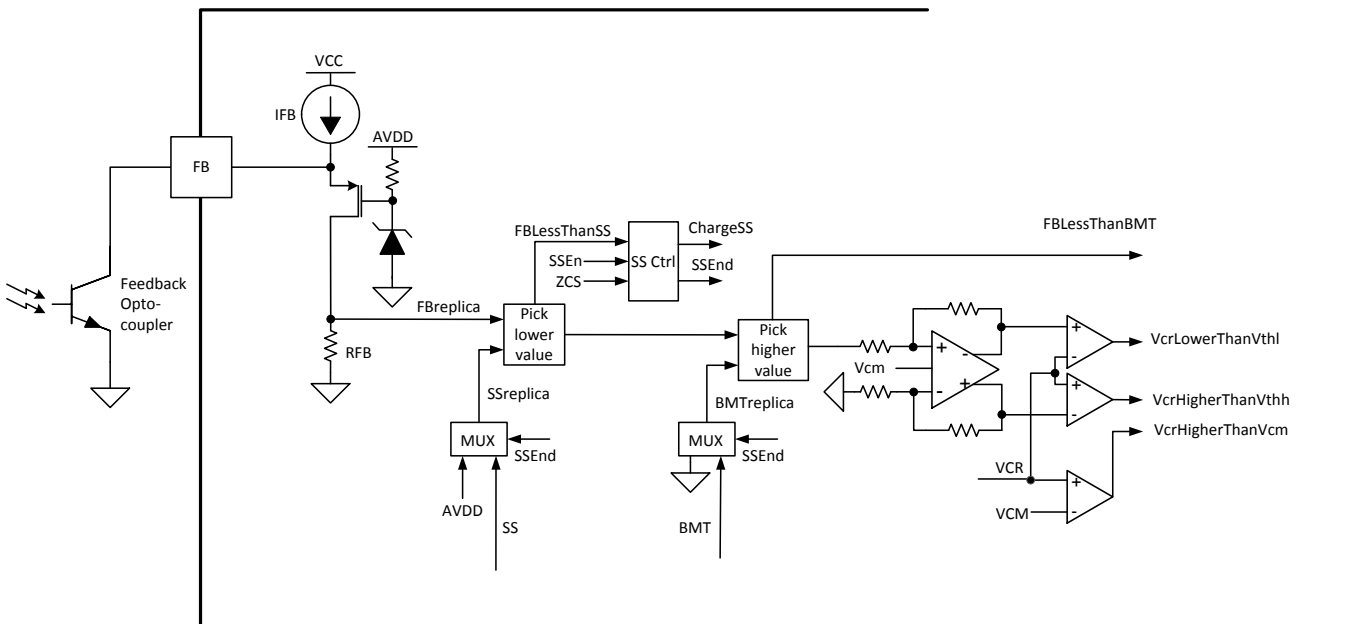 VCC
IFB
AVDD
FB
Feedback
Opto-
coupler
FBreplica
RFB
FBLessThanSS
SSEn
ZCS
SS Ctrl
ChargeSS
SSEnd
Pick
lower
value
SSreplica
MUX
SSEnd
AVDD
SS
FBLessThanBMT
Pick
higher
value
BMTreplica
MUX
SSEnd
BMT
Vcm
+
-
-
+
+
-
+
-
VcrLowerThanVthl
VcrHigherThanVthh
VcrHigherThanVcm
VCR
VCM
+
-